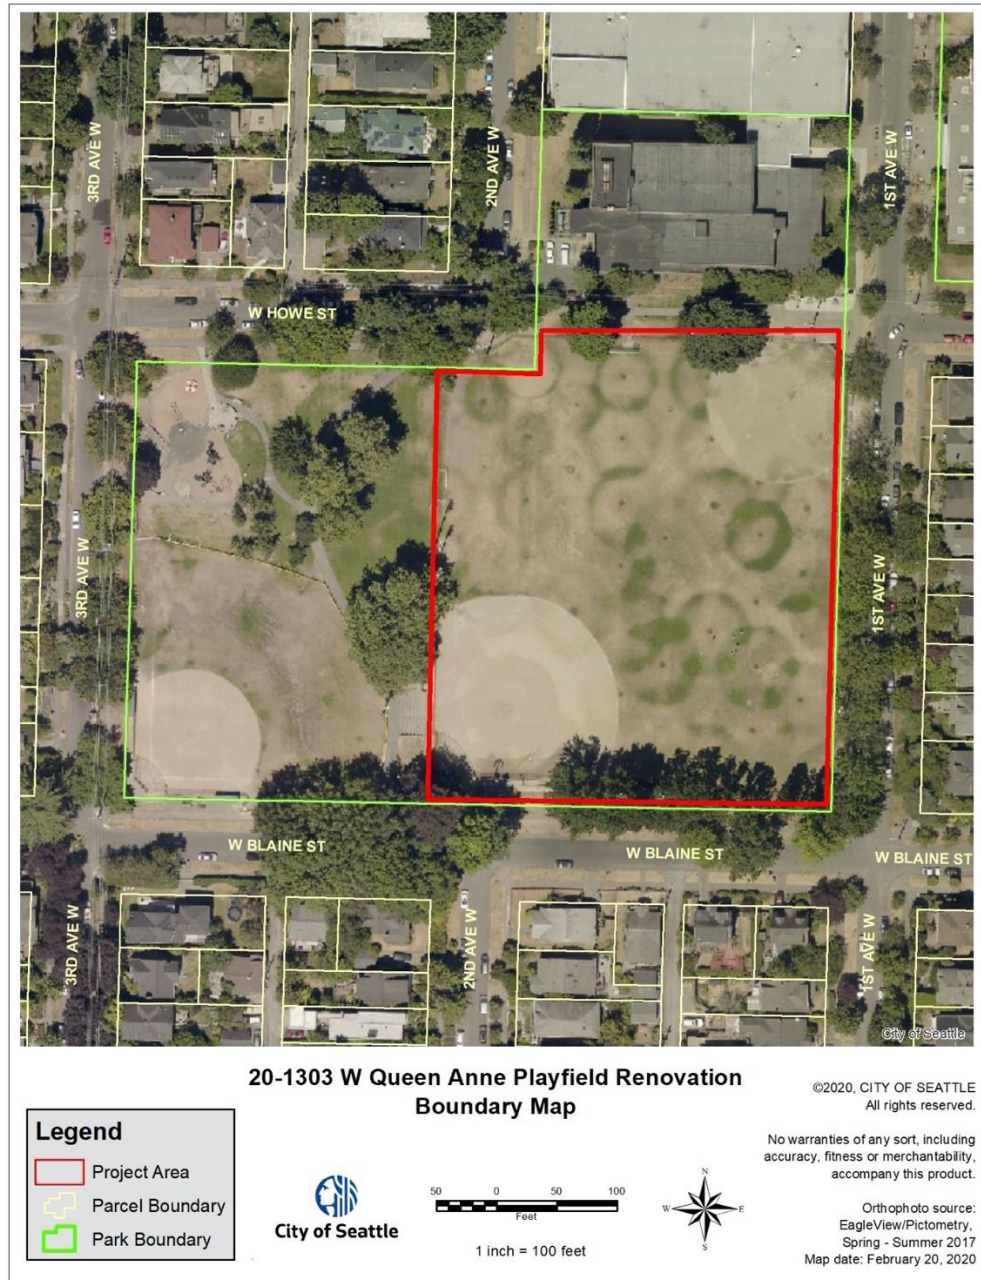 3RD AVE W
2ND AVE W
1ST AVE W
W HOWE ST
3RD AVE W
1ST AVE W
W BLAINE ST
W BLAINE ST
W BLAINE ST
3RD AVE W
2ND AVE W
1ST AVE W
City of Seattle
20-1303 W Queen Anne Playfield Renovation
Boundary Map
Legend
Project Area
Parcel Boundary
Park Boundary
City of Seattle
50 0 50 100
Feet
1 inch = 100 feet
N
W E
S
©2020, CITY OF SEATTLE
All rights reserved.
No warranties of any sort, including
accuracy, fitness or merchantability,
accompany this product.
Orthophoto source:
EagleView/Pictometry,
Spring - Summer 2017
Map date: February 20, 2020